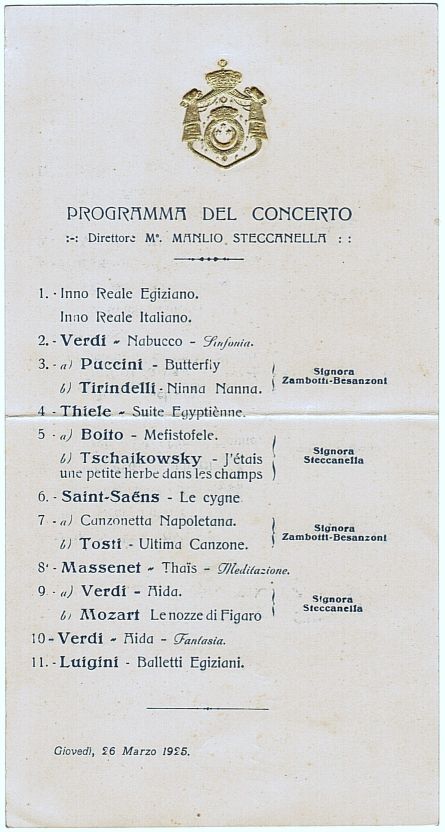 PROGRAMMA DEL CONCERTO
:-: Direttore M°. MANLIO STECCANELLA : :
1. - Inno Reale Egiziano.
Inno Reale Italiano.
2. - Verdi - Nabucco - Sinfonia.
3. - a) Puccini - Butterfly
b) Tirindelli - Ninna Nanna.
Signora
Zambotti-Besanzoni
4 - Thiele - Suite Egyptiènne.
5 - a) Boito - Mefistofele.
b) Tschaikowsky - J'étais
une petite herbe dans les champs
Signora
Steccanella
6. - Saint-Saéns - Le cygne
7 - a) Canzonetta Napoletana.
b) Tosti - Ultima Canzone.
Signora
Zambotti-Besanzoni
8' - Massenet - Thaïs - Meditazione.
9 - a) Verdi - Aida.
b) Mozart Le nozze di Figaro
Signora
Steccanella
10 - Verdi - Aida - Fantasia.
11. - Luigini - Balletti Egiziani.
Giovedì, 26 Marzo 1925.